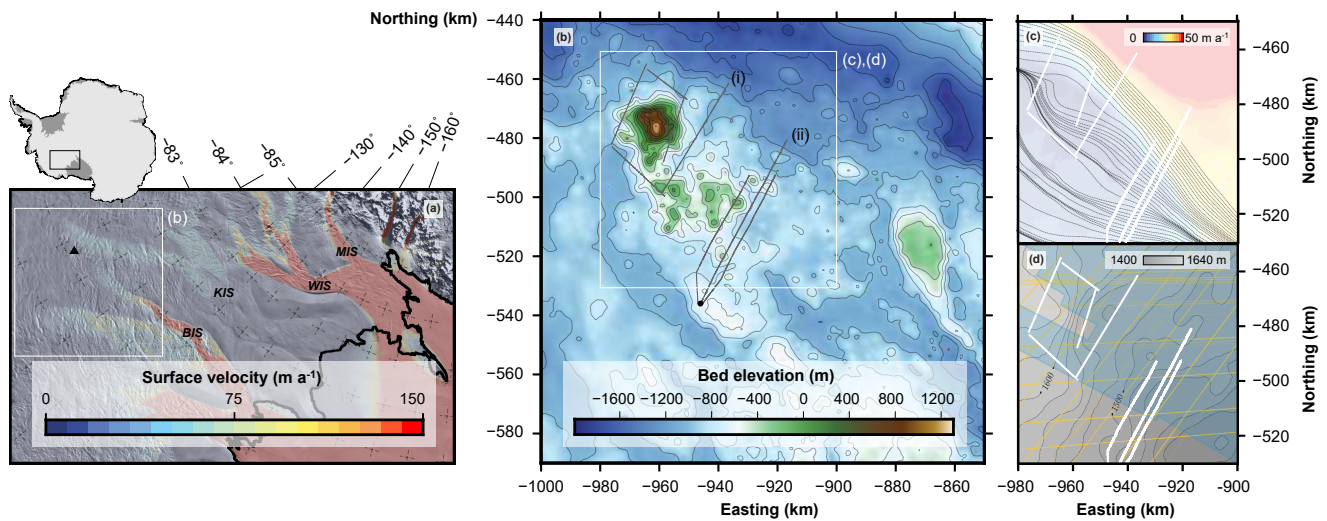 Northing (km)
−83°
−84°
−85°
−130°
−140°
−150°
−160°
(a)
(b)
MIS
WIS
KIS
BIS
Surface velocity (m a⁻¹)
0 75 150
−440
−460
−480
−500
−520
−540
−560
−580
(b)
(c),(d)
(i)
(ii)
Bed elevation (m)
−1600 −1200 −800 −400 0 400 800 1200
−1000 −980 −960 −940 −920 −900 −880 −860
Easting (km)
(c)
0 50 m a⁻¹
−460
−480
−500
−520
Northing (km)
(d)
1400 1640 m
1600
1500
−460
−480
−500
−520
Northing (km)
−980 −960 −940 −920 −900
Easting (km)